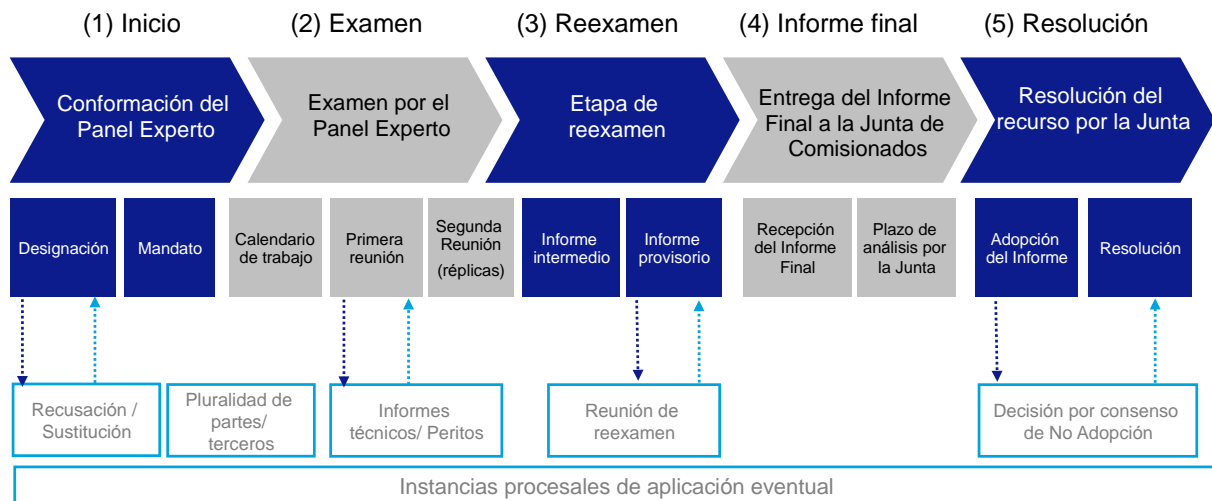 (1) Inicio
(2) Examen
(3) Reexamen
(4) Informe final
(5) Resolución
Conformación del
Panel Experto
Examen por el
Panel Experto
Etapa de
reexamen
Entrega del Informe
Final a la Junta de
Comisionados
Resolución del
recurso por la Junta
Designación
Mandato
Calendario
de trabajo
Primera
reunión
Segunda
Reunión
(réplicas)
Informe
intermedio
Informe
provisorio
Recepción
del Informe
Final
Plazo de
análisis por
la Junta
Adopción
del Informe
Resolución
Recusación /
Sustitución
Pluralidad de
partes/
terceros
Informes
técnicos/ Peritos
Reunión de
reexamen
Decisión por consenso
de No Adopción
Instancias procesales de aplicación eventual